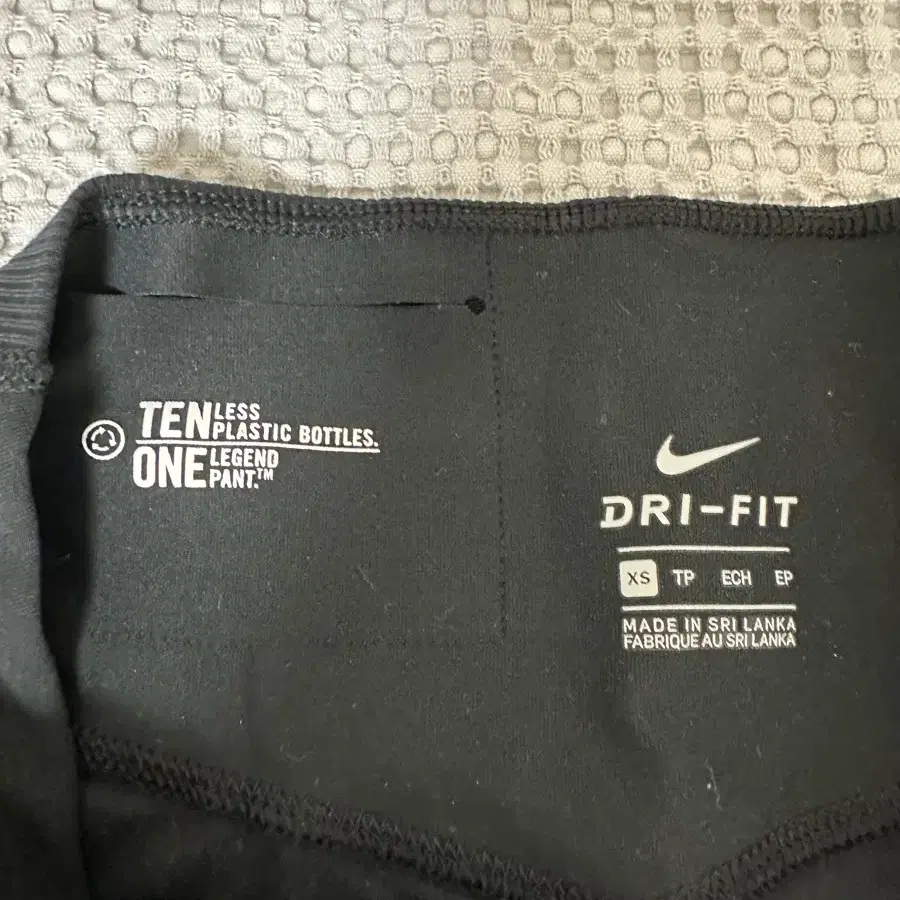 TEN LESS PLASTIC BOTTLES.
ONE LEGEND PANT.™
DRI-FIT
XS TP ECH EP
MADE IN SRI LANKA
FABRIQUE AU SRI LANKA